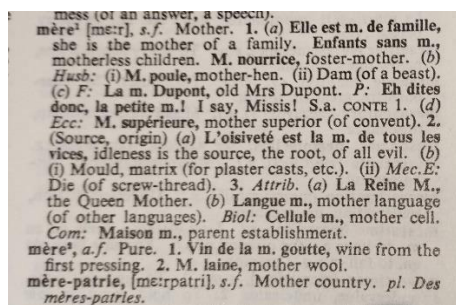 mess (of an answer, a speech).
mère¹ [mɛːr], s.f. Mother. 1. (a) Elle est m. de famille,
she is the mother of a family. Enfants sans m.,
motherless children. M. nourrice, foster-mother. (b)
Husb: (i) M. poule, mother-hen. (ii) Dam (of a beast).
(c) F: La m. Dupont, old Mrs Dupont. P: Eh dites
donc, la petite m.! I say, Missis! S.a. CONTE 1. (d)
Ecc: M. supérieure, mother superior (of convent). 2.
(Source, origin) (a) L'oisiveté est la m. de tous les
vices, idleness is the source, the root, of all evil. (b)
(i) Mould, matrix (for plaster casts, etc.). (ii) Mec.E:
Die (of screw-thread). 3. Attrib. (a) La Reine M.,
the Queen Mother. (b) Langue m., mother language
(of other languages). Biol: Cellule m., mother cell.
Com: Maison m., parent establishment.
mère², a.f. Pure. 1. Vin de la m. goutte, wine from the
first pressing. 2. M. laine, mother wool.
mère-patrie, [mɛːrpatri], s.f. Mother country. pl. Des
mères-patries.